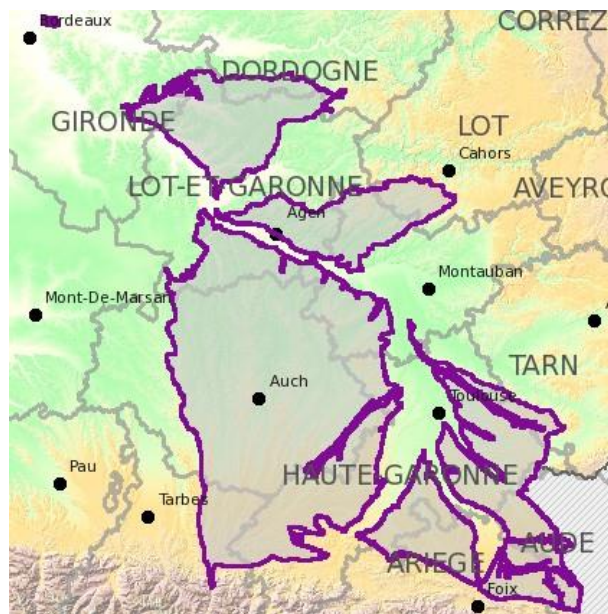 CORREZ
Bordeaux
DORDOGNE
GIRONDE
LOT
Cahors
LOT-ET-GARONNE
AVEYRO
Agen
Montauban
Mont-De-Marsan
A
TARN
Auch
Toulouse
Pau
HAUTE-GARONNE
Tarbes
AUDE
ARIEGE
Foix